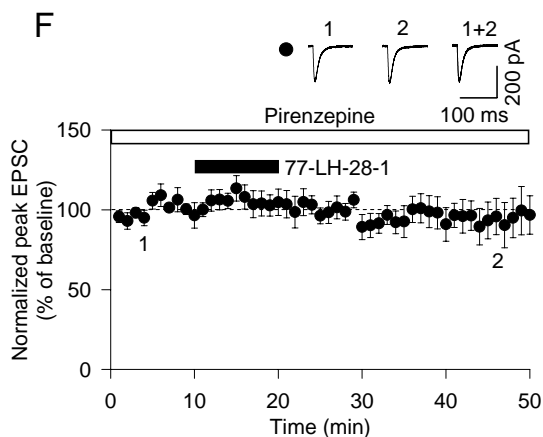 F
1
2
1+2
200 pA
100 ms
Pirenzepine
77-LH-28-1
Normalized peak EPSC
(% of baseline)
150
100
50
0
1
2
0
10
20
30
40
50
Time (min)